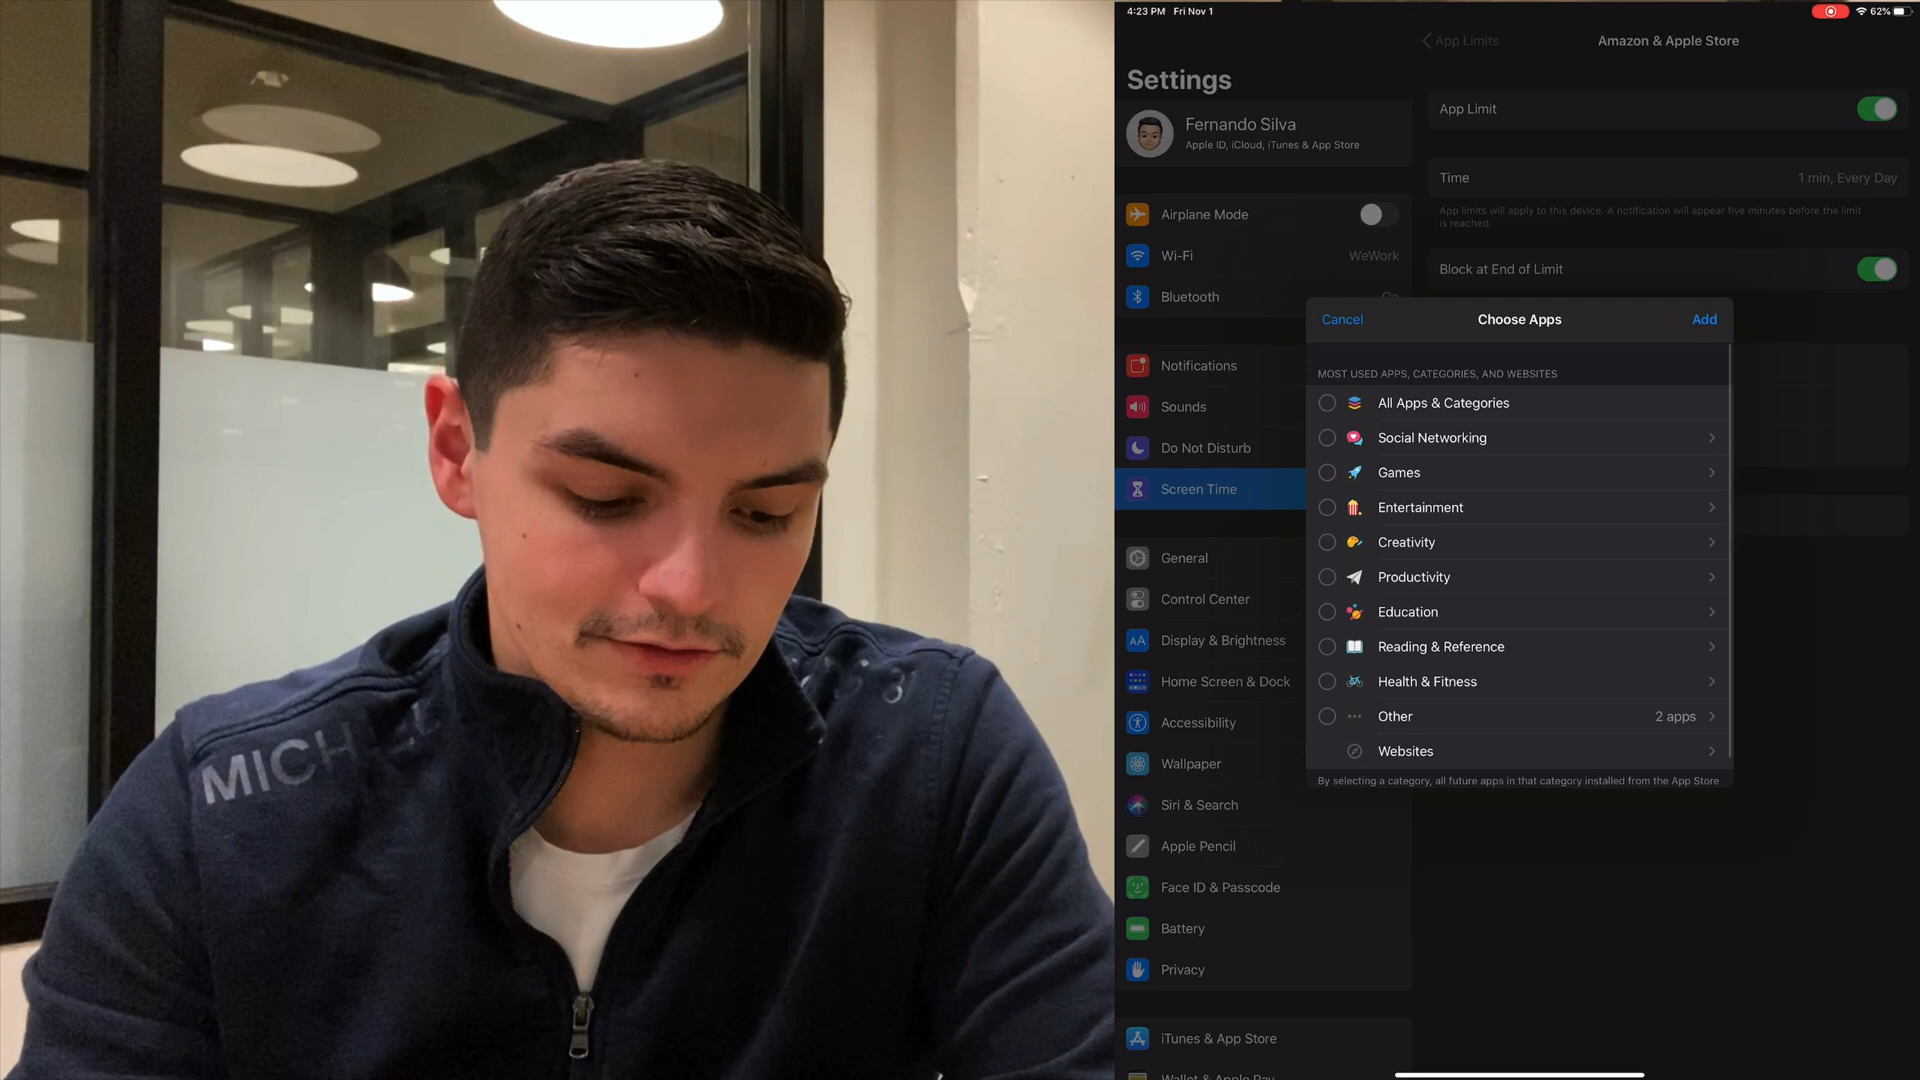 4:23 PM Fri Nov 1
62%
Settings
Fernando Silva
Apple ID, iCloud, iTunes & App Store
Airplane Mode
Wi-Fi WeWork
Bluetooth On
Notifications
Sounds
Do Not Disturb
Screen Time
General
Control Center
Display & Brightness
AA
Home Screen & Dock
Accessibility
Wallpaper
Siri & Search
Apple Pencil
Face ID & Passcode
Battery
Privacy
iTunes & App Store
Wallet & Apple Pay
App Limits
Amazon & Apple Store
App Limit
Time 1 min, Every Day
App limits will apply to this device. A notification will appear five minutes before the limit
is reached.
Block at End of Limit
Cancel Choose Apps Add
MOST USED APPS, CATEGORIES, AND WEBSITES
All Apps & Categories
Social Networking
Games
Entertainment
Creativity
Productivity
Education
Reading & Reference
Health & Fitness
Other 2 apps
Websites
By selecting a category, all future apps in that category installed from the App Store